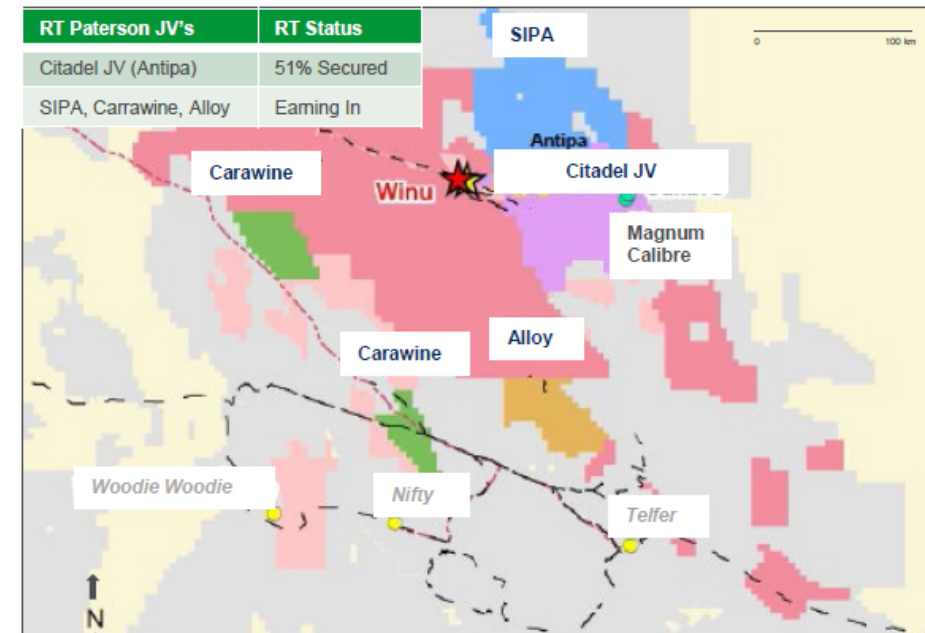 RT Paterson JV's RT Status
Citadel JV (Antipa) 51% Secured
SIPA, Carrawine, Alloy Earning In
SIPA
0 100 km
Antipa
Citadel JV
Carawine
Winu
Magnum
Calibre
Carawine
Alloy
Woodie Woodie
Nifty
Telfer
N